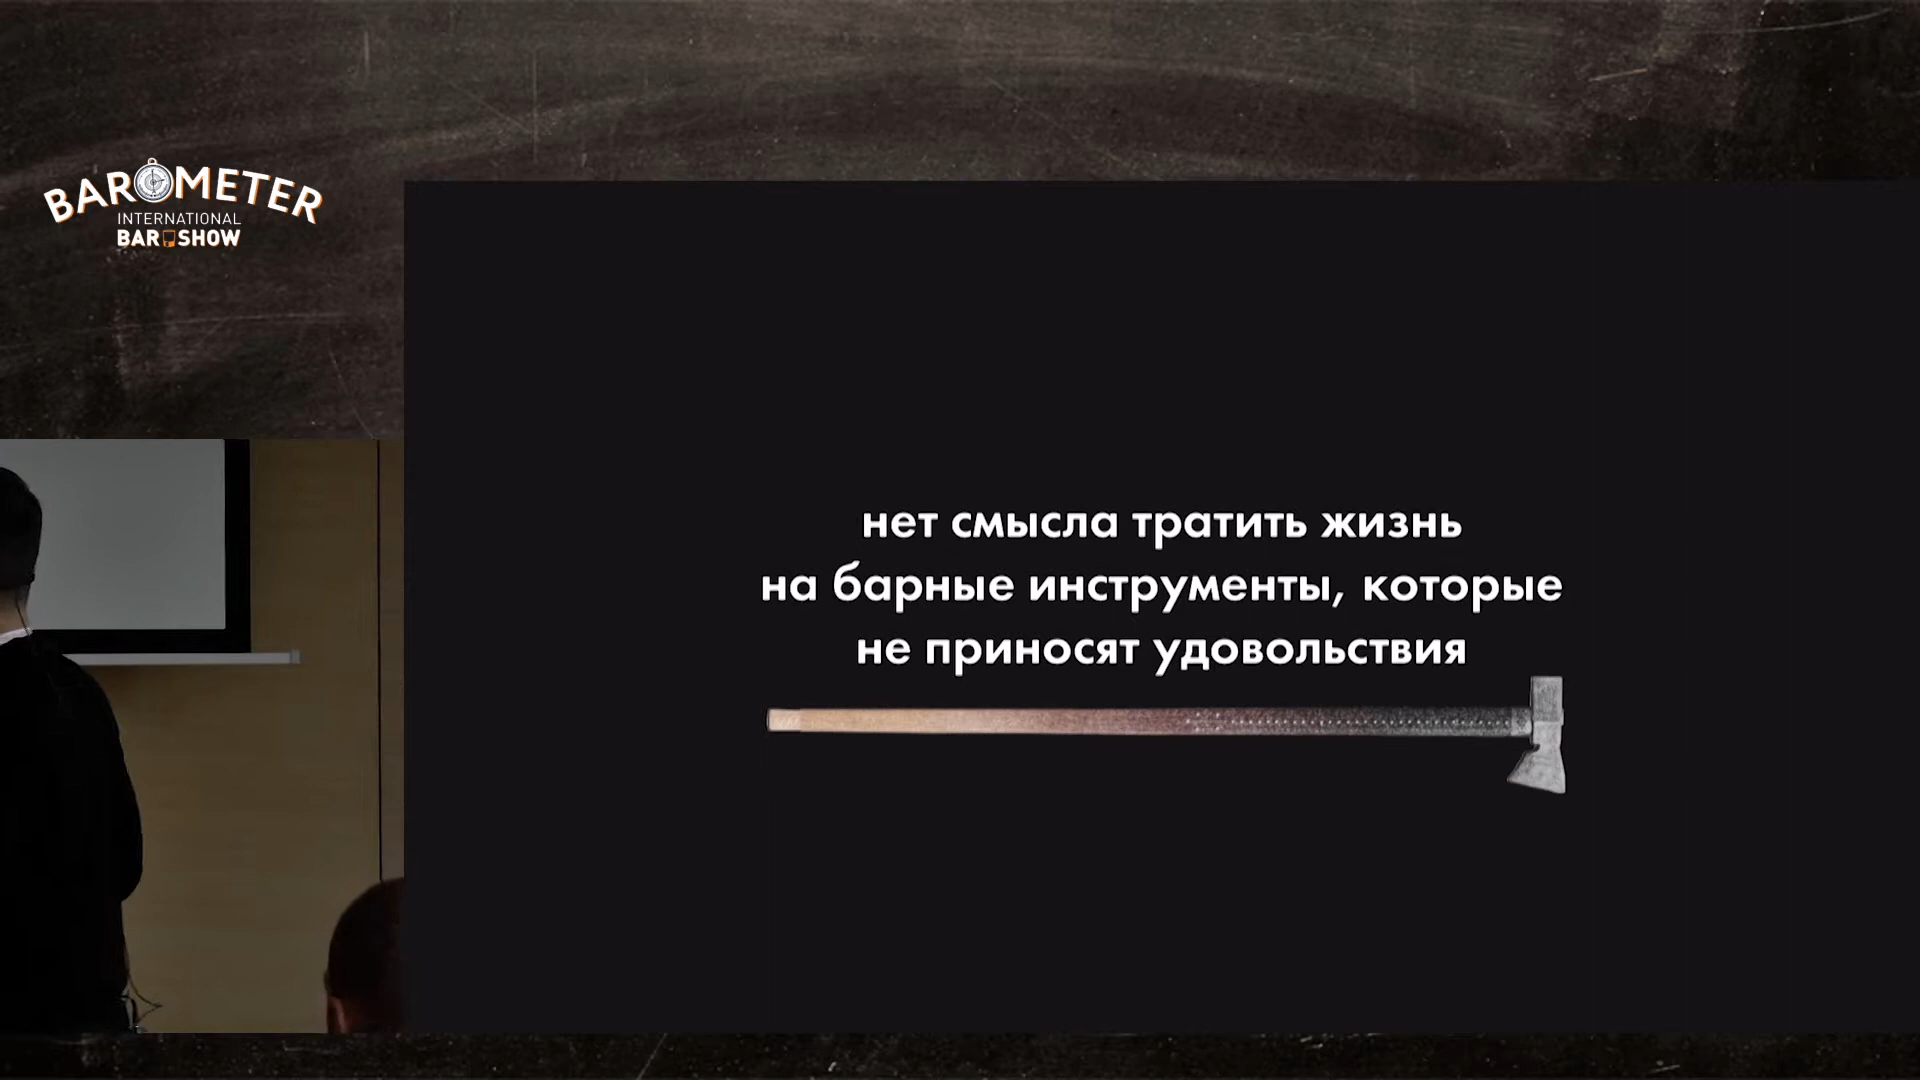 BAROMETER
INTERNATIONAL
BAR SHOW
нет смысла тратить жизнь
на барные инструменты, которые
не приносят удовольствия